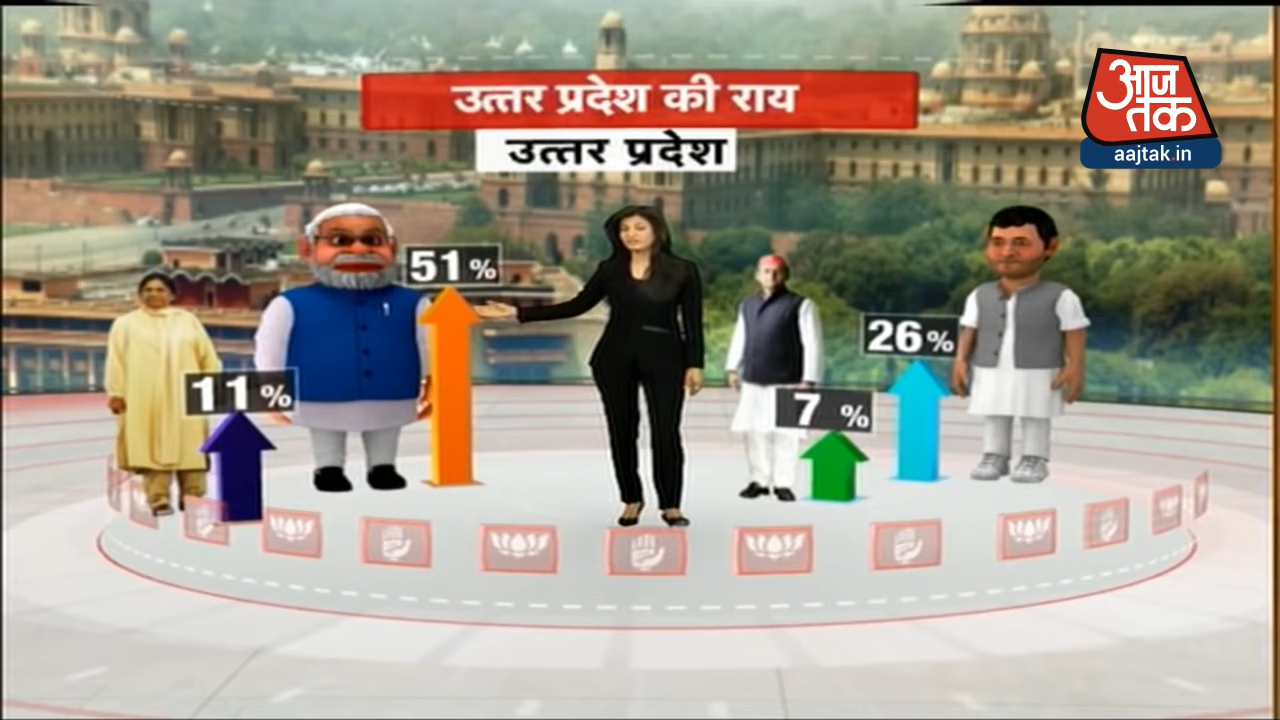 उत्तर प्रदेश की राय
उत्तर प्रदेश
आज
तक
aajtak.in
51%
11%
26%
7 %